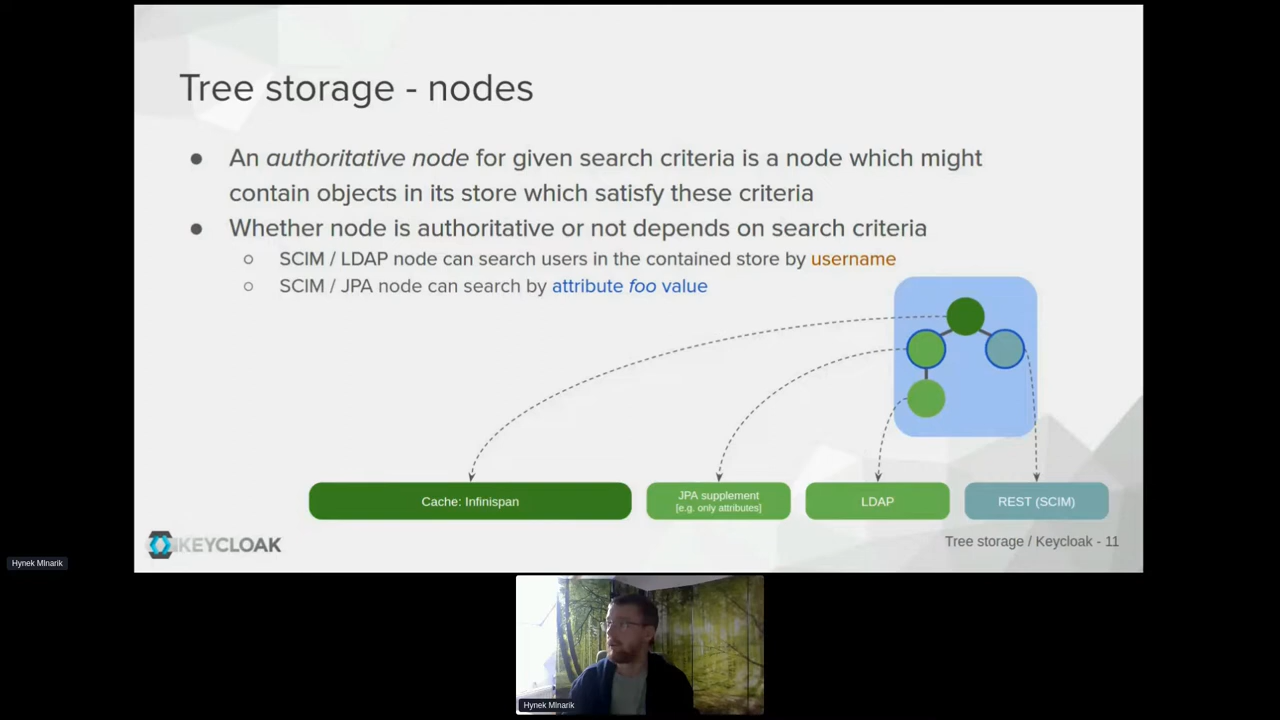 Tree storage - nodes
● An authoritative node for given search criteria is a node which might
contain objects in its store which satisfy these criteria
● Whether node is authoritative or not depends on search criteria
○ SCIM / LDAP node can search users in the contained store by username
○ SCIM / JPA node can search by attribute foo value
Cache: Infinispan
JPA supplement
[e.g. only attributes]
LDAP
REST (SCIM)
KEYCLOAK
Tree storage / Keycloak - 11
Hynek Mlnarik
Hynek Mlnarik